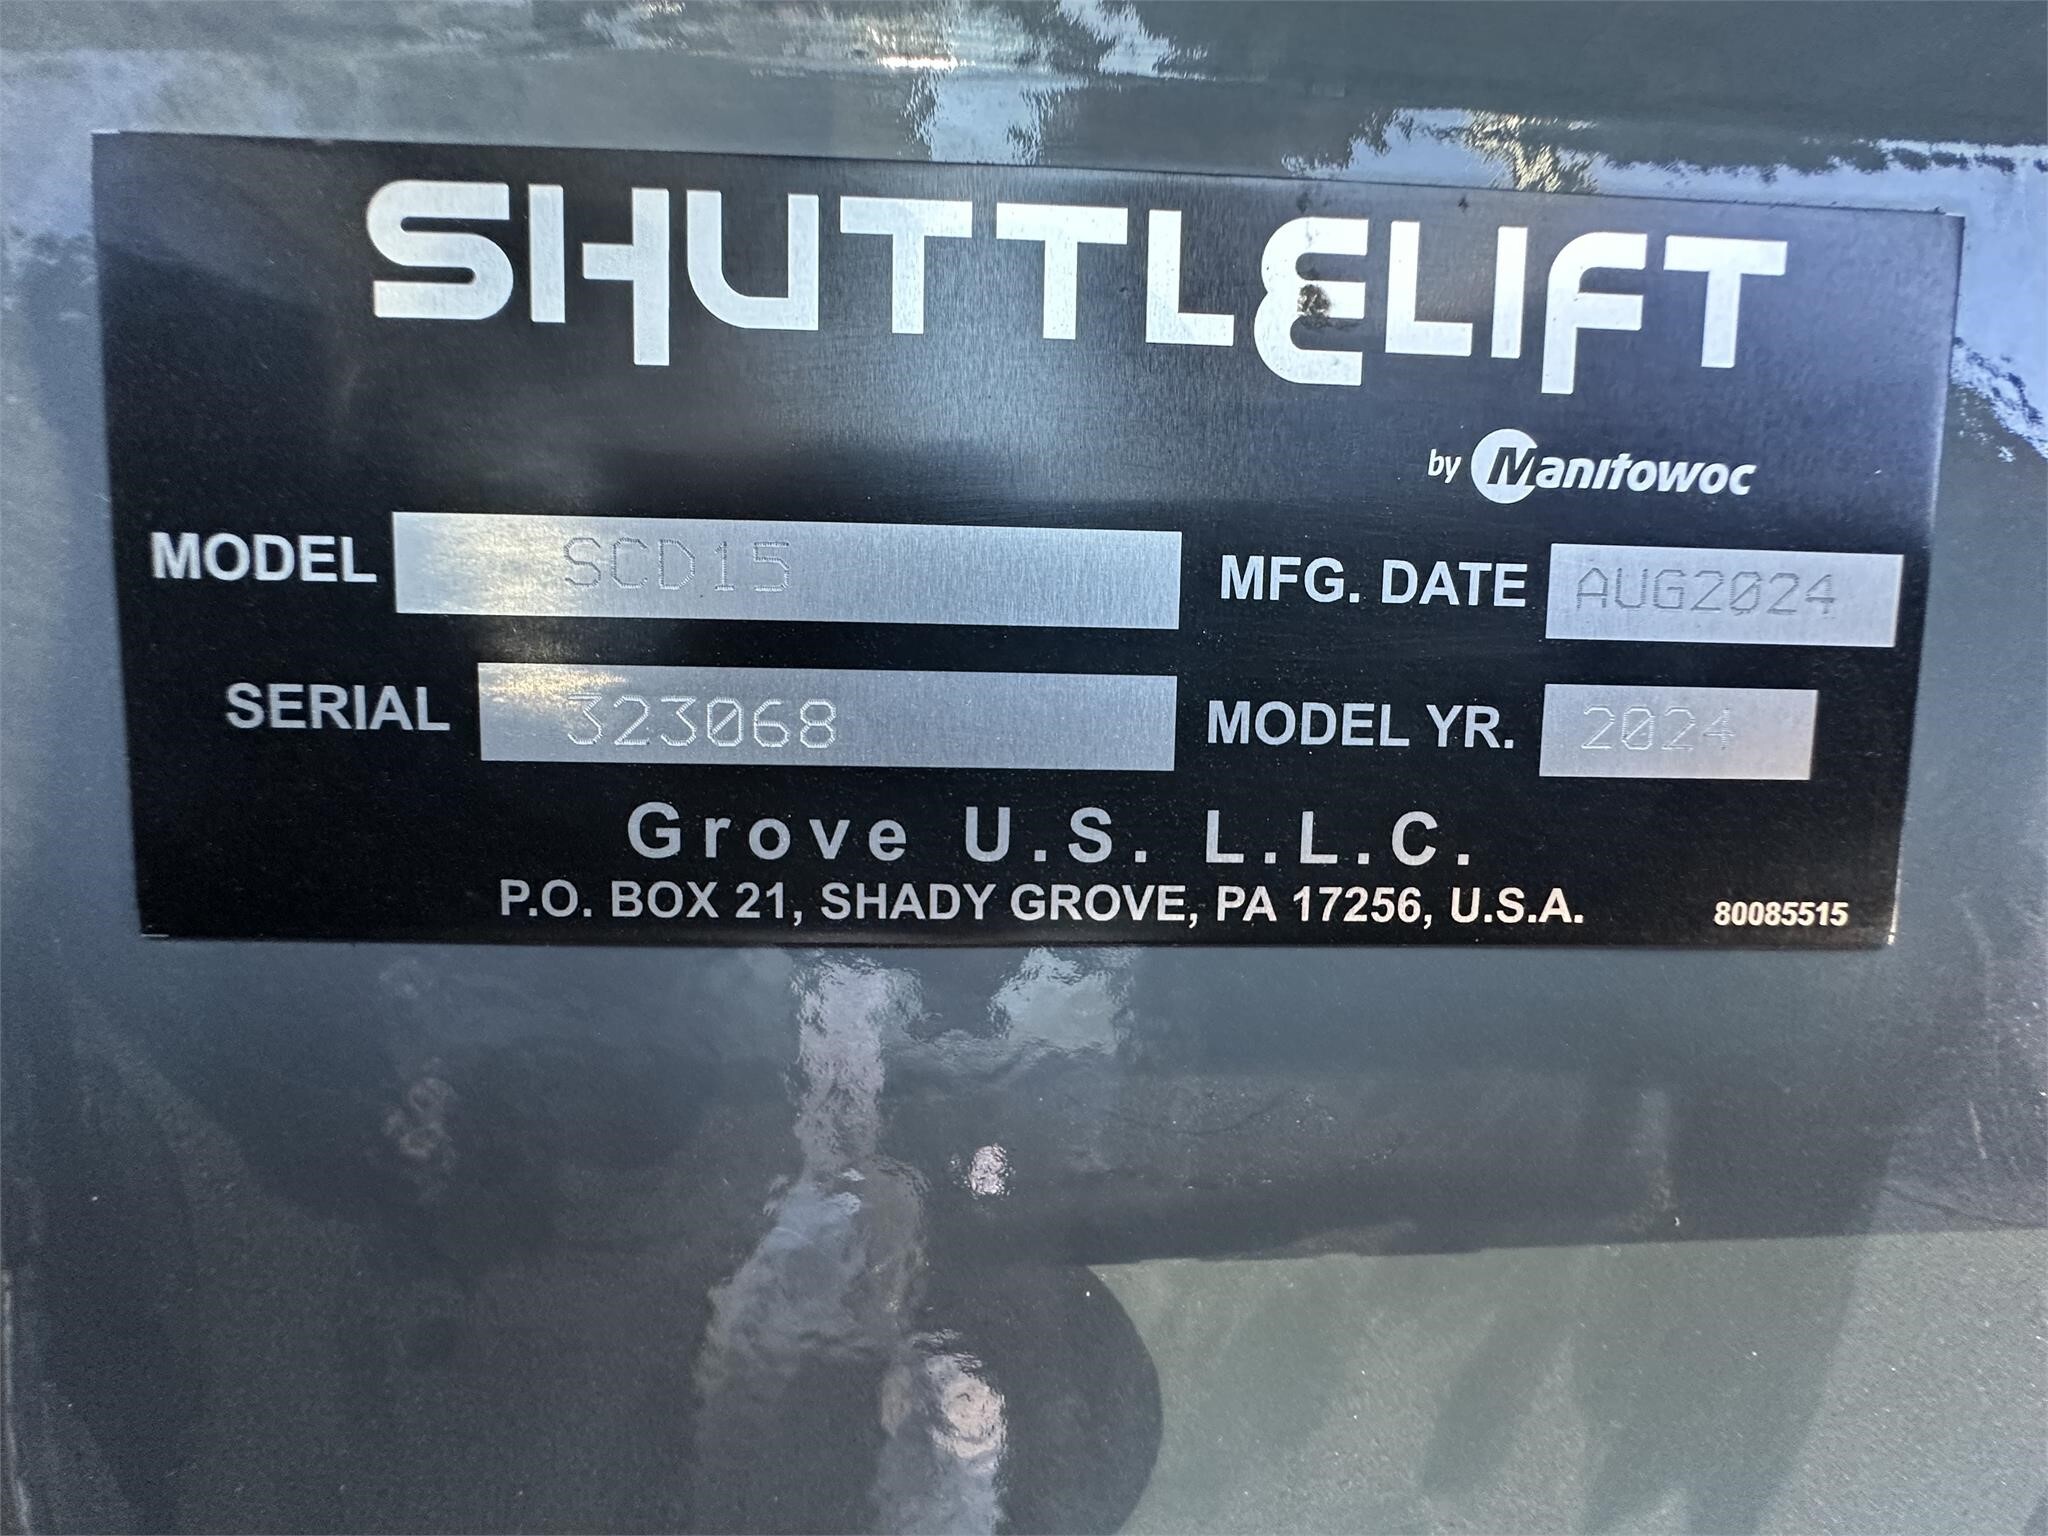 SHUTTLELIFT
by Manitowoc
MODEL SCD15 MFG. DATE AUG2024
SERIAL 323068 MODEL YR. 2024
Grove U.S. L.L.C.
P.O. BOX 21, SHADY GROVE, PA 17256, U.S.A. 80085515